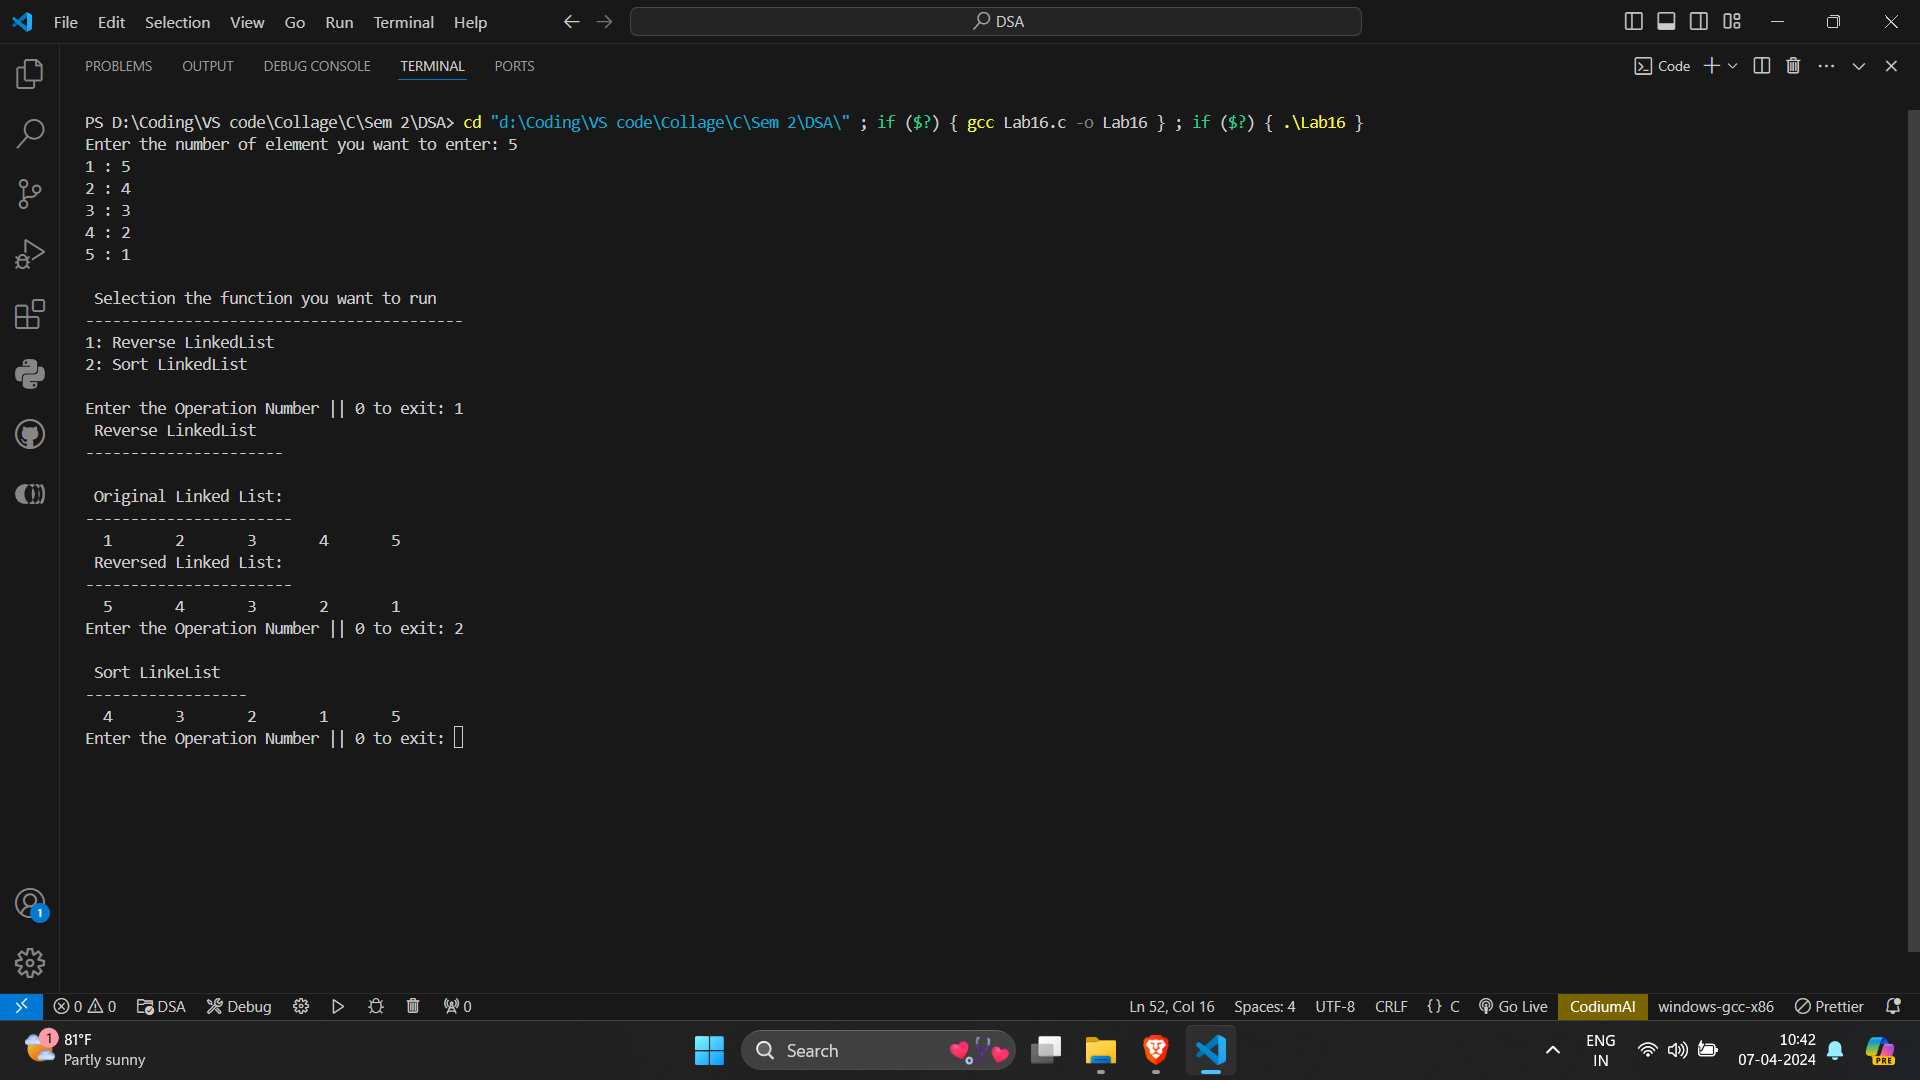 File Edit Selection View Go Run Terminal Help DSA
PROBLEMS OUTPUT DEBUG CONSOLE TERMINAL PORTS Code
PS D:\Coding\VS code\Collage\C\Sem 2\DSA> cd "d:\Coding\VS code\Collage\C\Sem 2\DSA\" ; if ($?) { gcc Lab16.c -o Lab16 } ; if ($?) { .\Lab16 }
Enter the number of element you want to enter: 5
1 : 5
2 : 4
3 : 3
4 : 2
5 : 1
Selection the function you want to run
------------------------------------------
1: Reverse LinkedList
2: Sort LinkedList
Enter the Operation Number || 0 to exit: 1
Reverse LinkedList
----------------------
Original Linked List:
-----------------------
1 2 3 4 5
Reversed Linked List:
-----------------------
5 4 3 2 1
Enter the Operation Number || 0 to exit: 2
Sort LinkeList
------------------
4 3 2 1 5
Enter the Operation Number || 0 to exit:
1
0 0 DSA Debug 0 Ln 52, Col 16 Spaces: 4 UTF-8 CRLF {} C Go Live CodiumAI windows-gcc-x86 Prettier
1 81°F
Partly sunny
Search
ENG
IN
10:42
07-04-2024
PRE